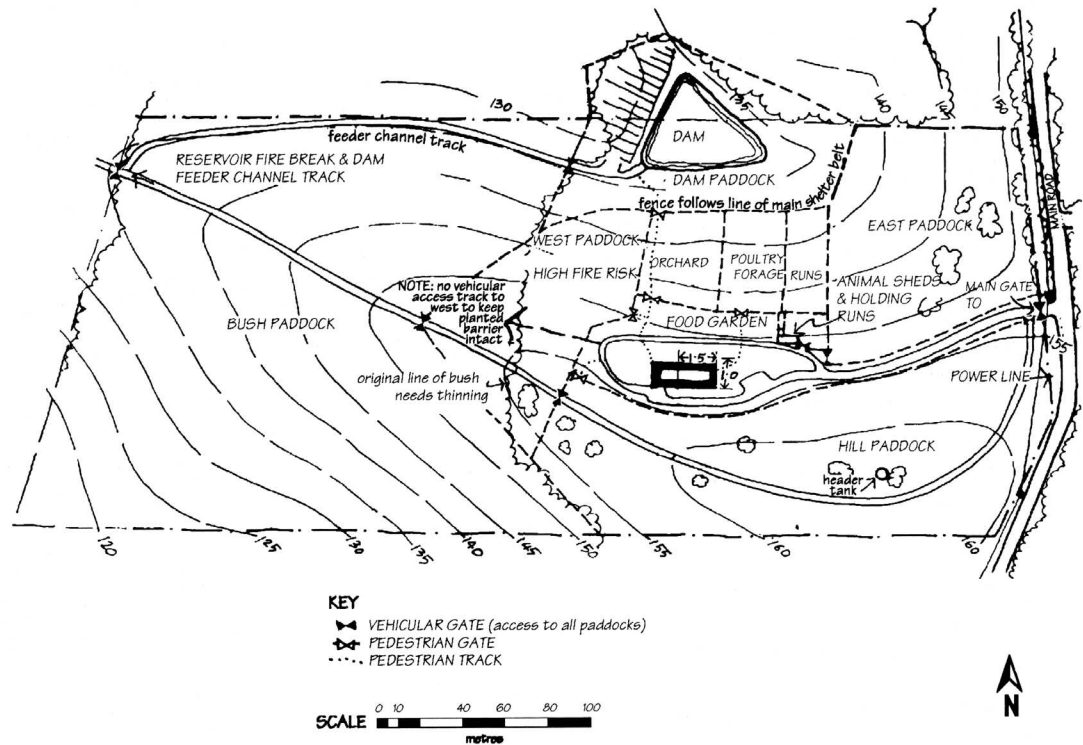 130
135
140
145
150
feeder channel track
RESERVOIR FIRE BREAK & DAM
FEEDER CHANNEL TRACK
DAM
DAM PADDOCK
fence follows line of main shelter belt
MAIN ROAD
EAST PADDOCK
WEST PADDOCK
HIGH FIRE RISK
ORCHARD
POULTRY
FORAGE
RUNS
ANIMAL SHEDS
& HOLDING
RUNS
MAIN GATE
TO
NOTE: no vehicular
access track to
west to keep
planted
barrier
intact
BUSH PADDOCK
FOOD GARDEN
1.5
1.0
155
POWER LINE
original line of bush
needs thinning
HILL PADDOCK
header
tank
120
125
130
135
140
145
150
155
160
160
KEY
VEHICULAR GATE (access to all paddocks)
PEDESTRIAN GATE
PEDESTRIAN TRACK
SCALE
0 10 40 60 80 100
metres
N